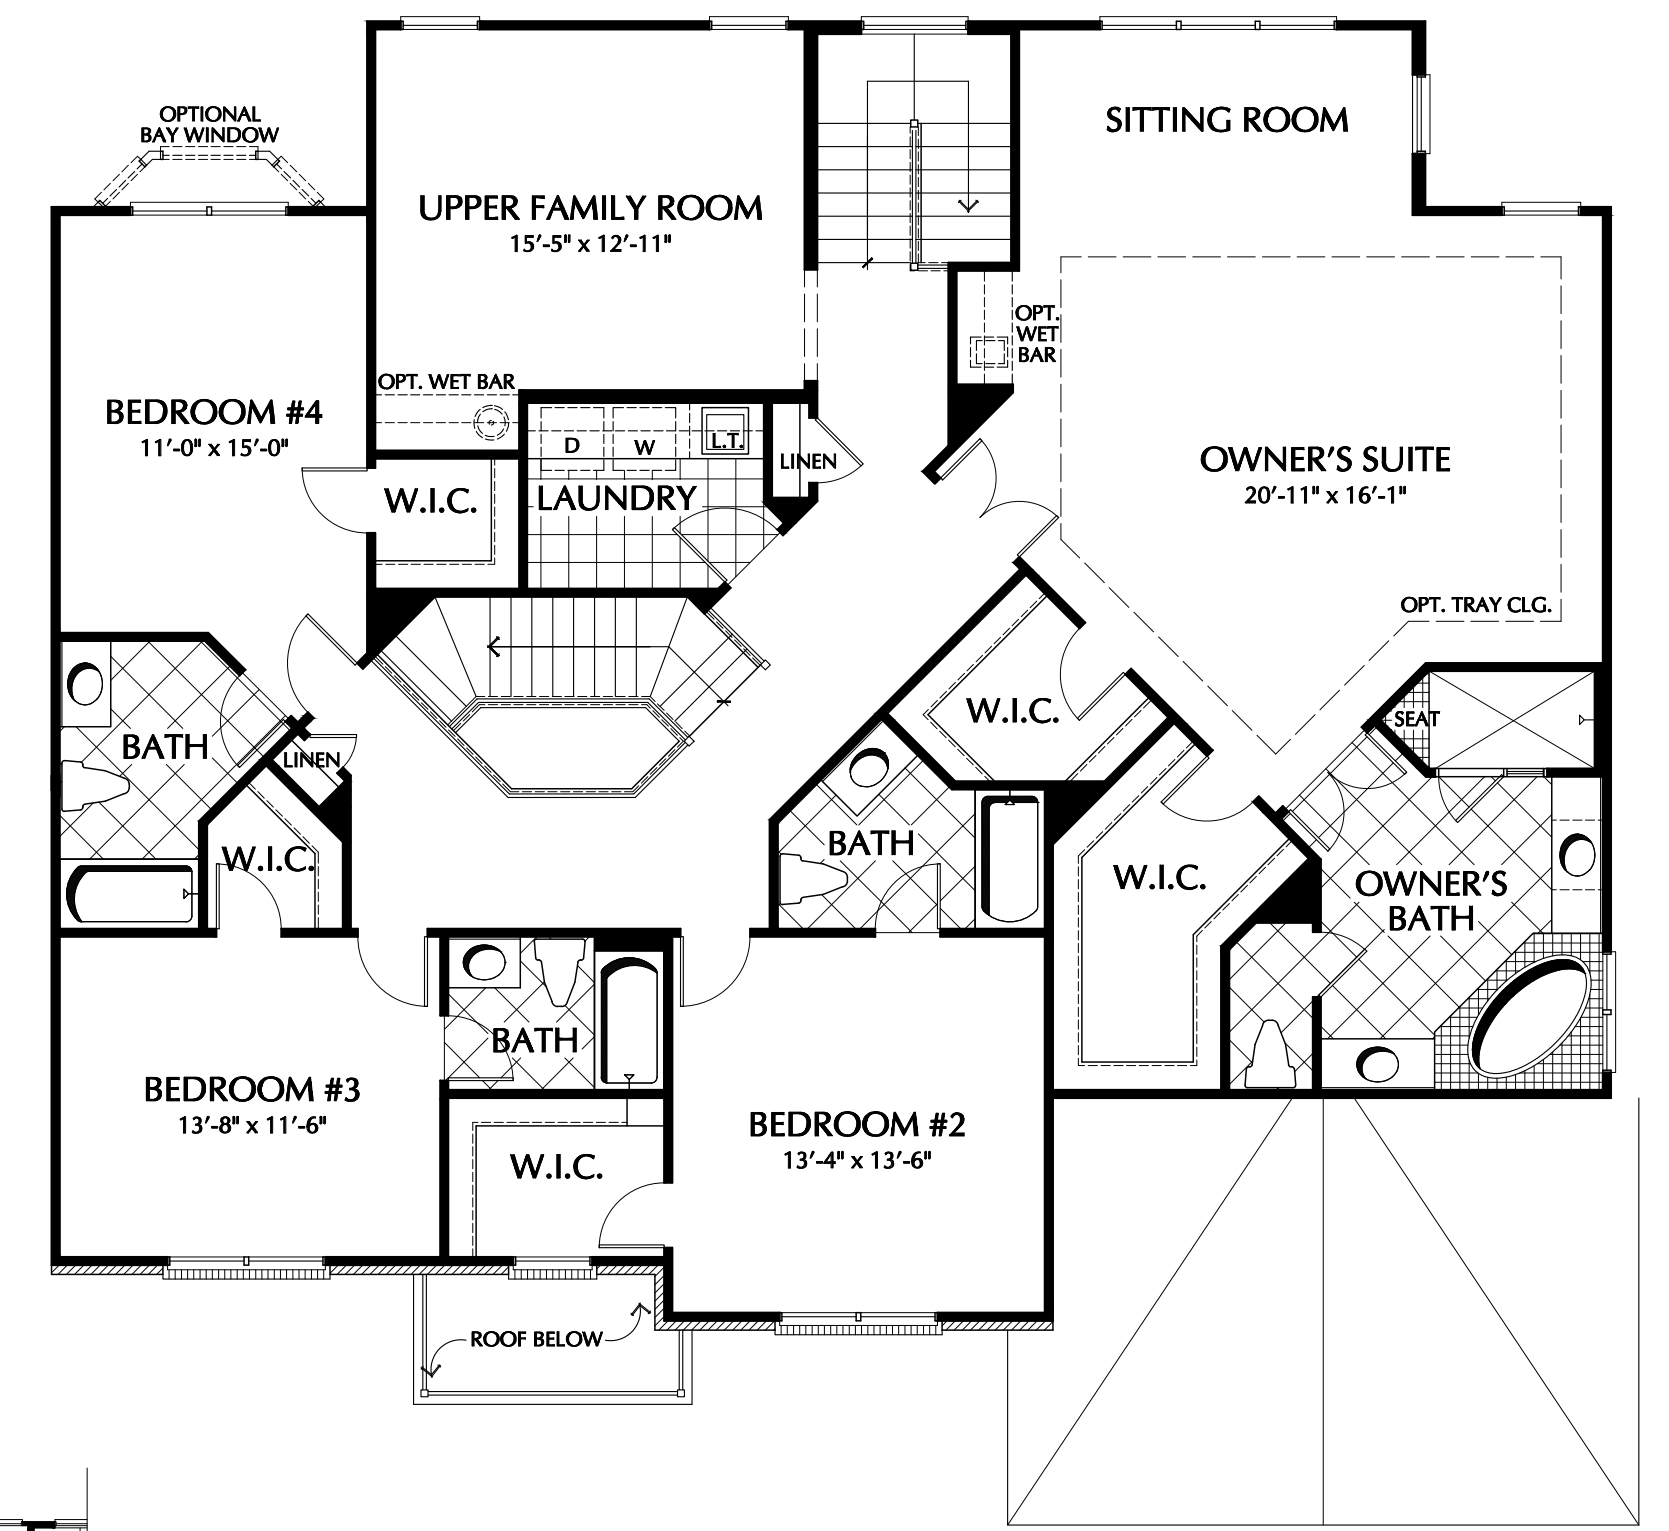 OPTIONAL
BAY WINDOW
SITTING ROOM
UPPER FAMILY ROOM
15'-5" x 12'-11"
OPT.
WET
BAR
OPT. WET BAR
BEDROOM #4
11'-0" x 15'-0"
D
W
L.T.
LINEN
OWNER'S SUITE
20'-11" x 16'-1"
W.I.C.
LAUNDRY
OPT. TRAY CLG.
W.I.C.
SEAT
BATH
LINEN
BATH
W.I.C.
W.I.C.
OWNER'S
BATH
BATH
BEDROOM #3
13'-8" x 11'-6"
BEDROOM #2
13'-4" x 13'-6"
W.I.C.
ROOF BELOW